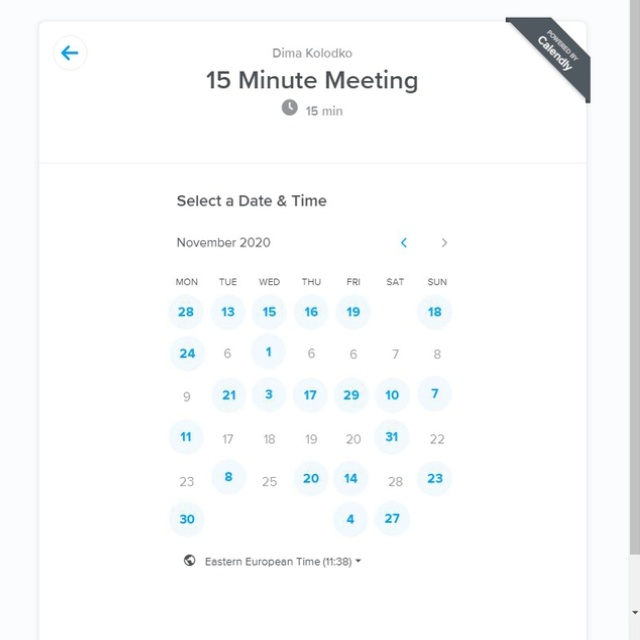 POWERED BY
Calendly
Dima Kolodko
15 Minute Meeting
15 min
Select a Date & Time
November 2020
MON TUE WED THU FRI SAT SUN
28 13 15 16 19 18
24 6 1 6 6 7 8
9 21 3 17 29 10 7
11 17 18 19 20 31 22
23 8 25 20 14 28 23
30 4 27
Eastern European Time (11:38)